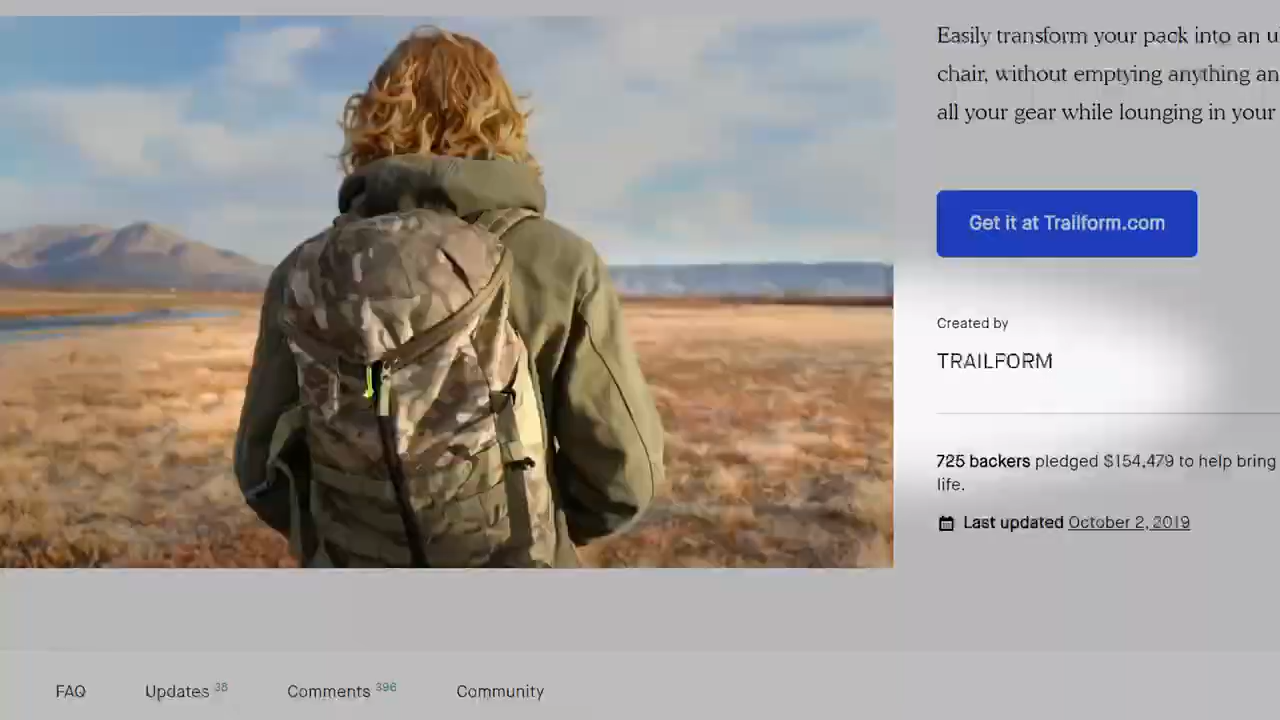 Easily transform your pack into an u
chair, without emptying anything an
all your gear while lounging in your
Get it at Trailform.com
Created by
TRAILFORM
725 backers pledged $154,479 to help bring
life.
Last updated October 2, 2019
FAQ
Updates 38
Comments 396
Community